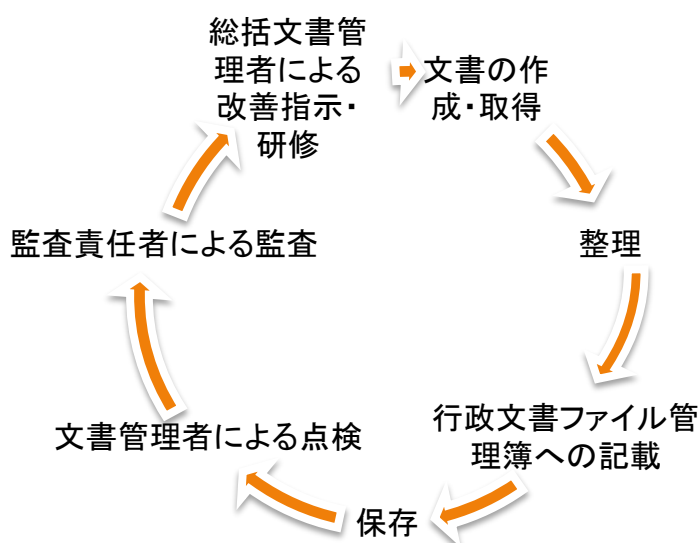 総括文書管
理者による
改善指示・
研修
文書の作
成・取得
整理
行政文書ファイル管
理簿への記載
保存
文書管理者による点検
監査責任者による監査